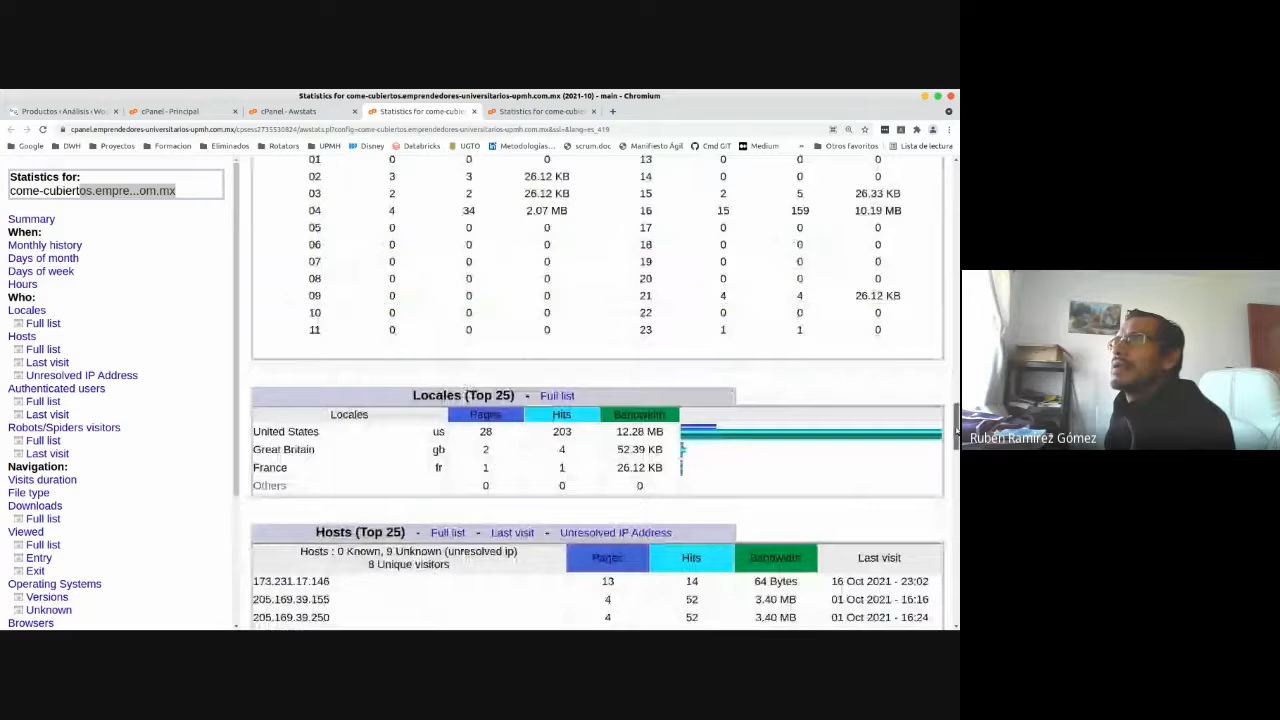 Statistics for come-cubiertos.emprendedores-universitarios-upmh.com.mx (2021-10) - main - Chromium
Productos ‹ Análisis ‹ Wo
cPanel - Principal
cPanel - Awstats
Statistics for come-cubie
Statistics for come-cubie
cpanel.emprendedores-universitarios-upmh.com.mx/cpsess2735530824/awstats.pl?config=come-cubiertos.emprendedores-universitarios-upmh.com.mx&ssl=&lang=es_419
Google DWH Proyectos Formacion Eliminados Rotators UPMH Disney Databricks UGTO Metodologías... scrum.doc Manifiesto Ágil Cmd GIT Medium » Otros favoritos Lista de lectura
Statistics for:
come-cubiertos.empre...om.mx
Summary
When:
Monthly history
Days of month
Days of week
Hours
Who:
Locales
Full list
Hosts
Full list
Last visit
Unresolved IP Address
Authenticated users
Full list
Last visit
Robots/Spiders visitors
Full list
Last visit
Navigation:
Visits duration
File type
Downloads
Full list
Viewed
Full list
Entry
Exit
Operating Systems
Versions
Unknown
Browsers
01 0 0 0 13 0 0 0
02 3 3 26.12 KB 14 0 0 0
03 2 2 26.12 KB 15 2 5 26.33 KB
04 4 34 2.07 MB 16 15 159 10.19 MB
05 0 0 0 17 0 0 0
06 0 0 0 18 0 0 0
07 0 0 0 19 0 0 0
08 0 0 0 20 0 0 0
09 0 0 0 21 4 4 26.12 KB
10 0 0 0 22 0 0 0
11 0 0 0 23 1 1 0
Locales (Top 25) - Full list
Locales Pages Hits Bandwidth
United States us 28 203 12.28 MB
Great Britain gb 2 4 52.39 KB
France fr 1 1 26.12 KB
Others 0 0 0
Hosts (Top 25) - Full list - Last visit - Unresolved IP Address
Hosts : 0 Known, 9 Unknown (unresolved ip)
8 Unique visitors
Pages Hits Bandwidth Last visit
173.231.17.146 13 14 64 Bytes 16 Oct 2021 - 23:02
205.169.39.155 4 52 3.40 MB 01 Oct 2021 - 16:16
205.169.39.250 4 52 3.40 MB 01 Oct 2021 - 16:24
Rubén Ramírez Gómez